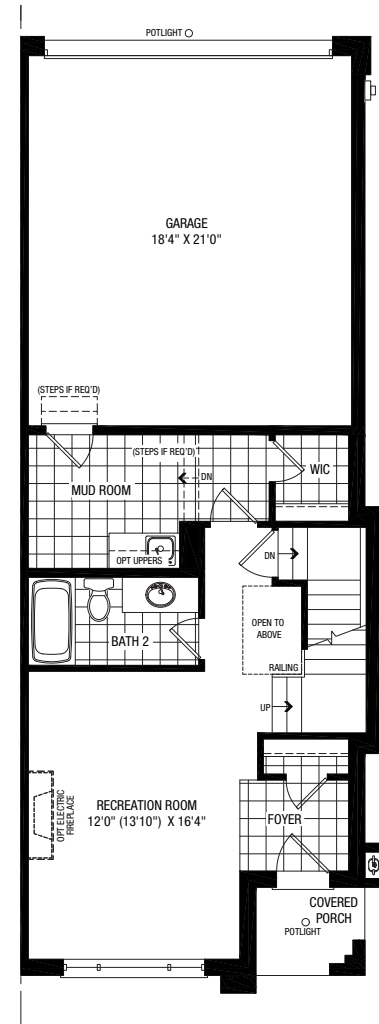 POTLIGHT
GARAGE
18'4" X 21'0"
(STEPS IF REQ'D)
(STEPS IF REQ'D)
DN
WIC
MUD ROOM
OPT UPPERS
DN
OPEN TO
ABOVE
BATH 2
RAILING
UP
OPT ELECTRIC
FIREPLACE
RECREATION ROOM
12'0" (13'10") X 16'4"
FOYER
COVERED
PORCH
POTLIGHT